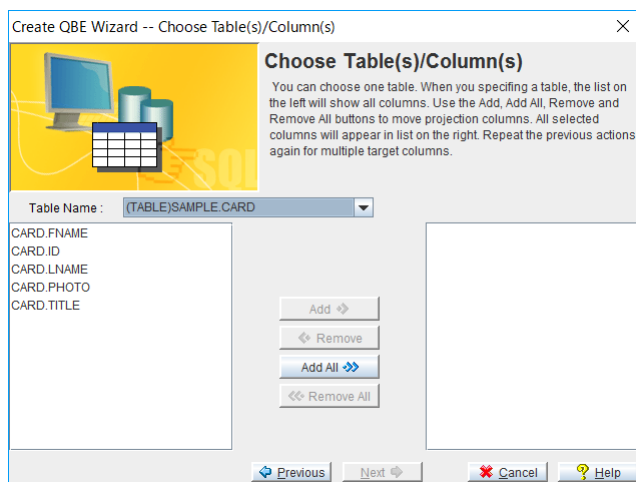 Create QBE Wizard -- Choose Table(s)/Column(s)
Choose Table(s)/Column(s)
You can choose one table. When you specifing a table, the list on
the left will show all columns. Use the Add, Add All, Remove and
Remove All buttons to move projection columns. All selected
columns will appear in list on the right. Repeat the previous actions
again for multiple target columns.
SQL
Table Name :
(TABLE)SAMPLE.CARD
CARD.FNAME
CARD.ID
CARD.LNAME
CARD.PHOTO
CARD.TITLE
Add
Remove
Add All
Remove All
Previous
Next
Cancel
Help